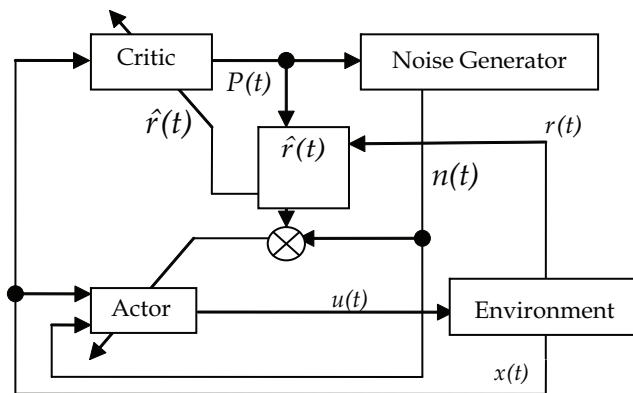 Critic
P(t)
Noise Generator
r̂(t)
r̂(t)
r(t)
n(t)
Actor
u(t)
Environment
x(t)